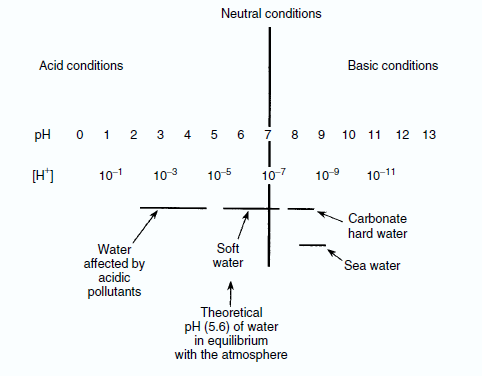 Neutral conditions
Acid conditions
Basic conditions
pH 0 1 2 3 4 5 6 7 8 9 10 11 12 13
[H⁺] 10⁻¹ 10⁻³ 10⁻⁵ 10⁻⁷ 10⁻⁹ 10⁻¹¹
Water
affected by
acidic
pollutants
Soft
water
Carbonate
hard water
Sea water
Theoretical
pH (5.6) of water
in equilibrium
with the atmosphere